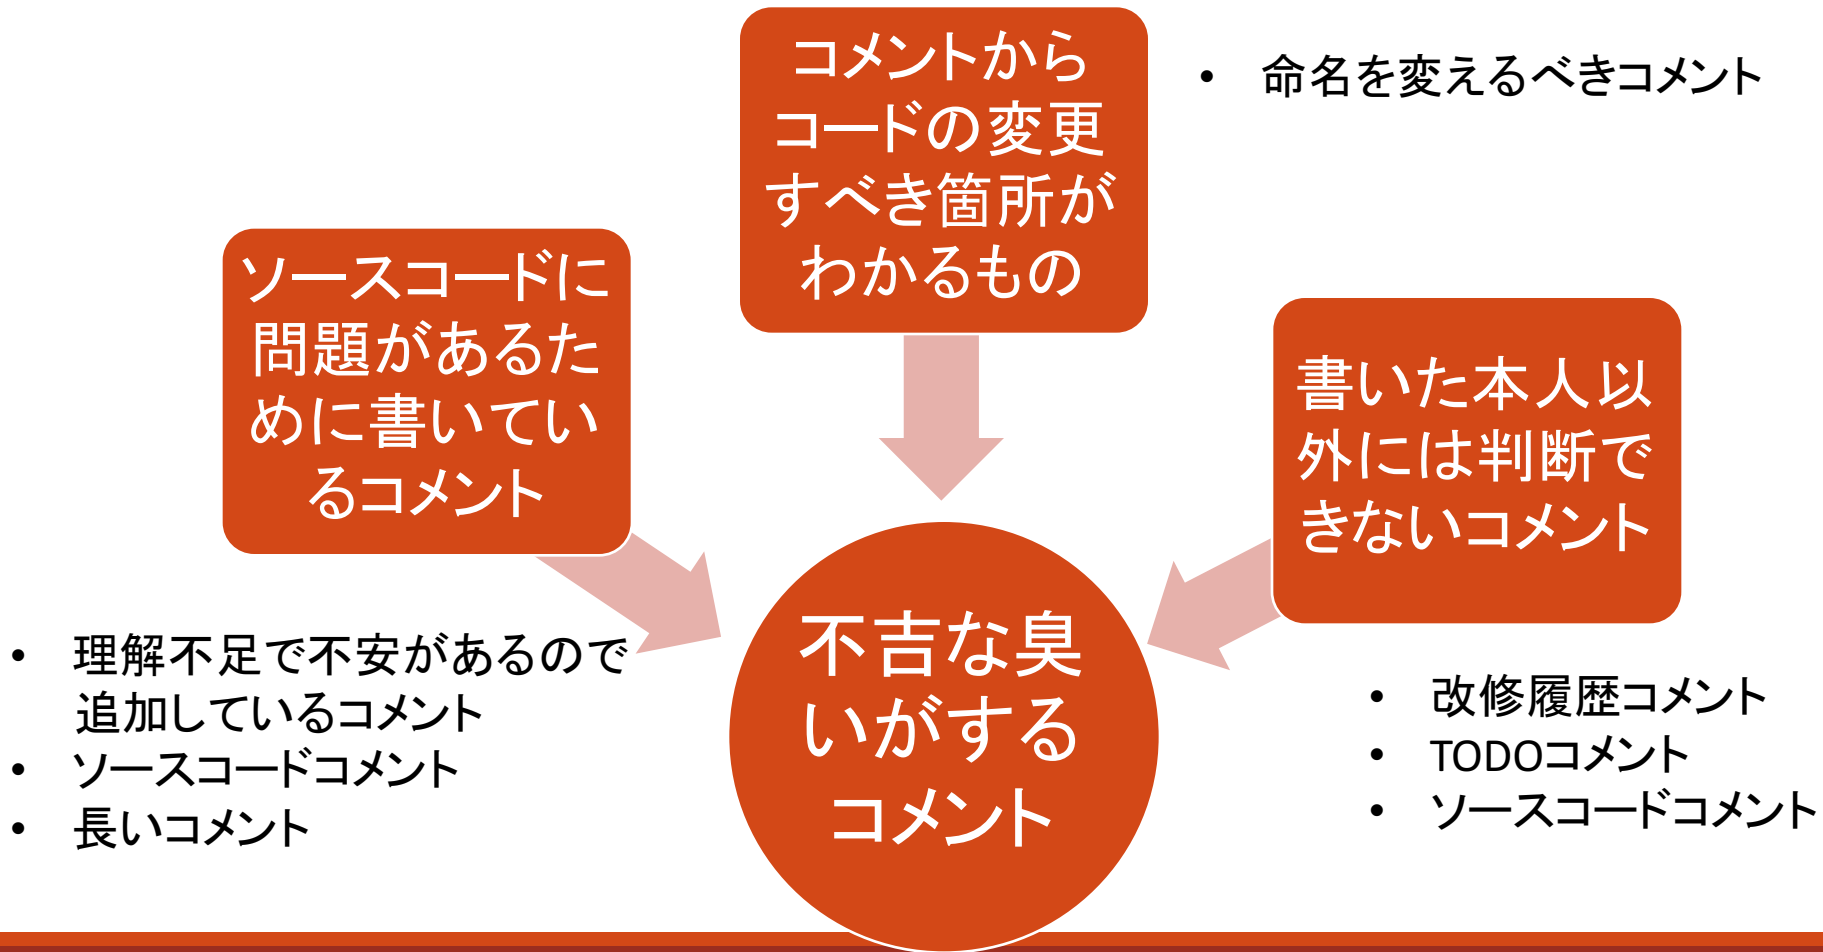 コメントから
コードの変更
すべき箇所が
わかるもの
• 命名を変えるべきコメント
ソースコードに
問題があるた
めに書いてい
るコメント
• 理解不足で不安があるので
追加しているコメント
• ソースコードコメント
• 長いコメント
書いた本人以
外には判断で
きないコメント
• 改修履歴コメント
• TODOコメント
• ソースコードコメント
不吉な臭
いがする
コメント